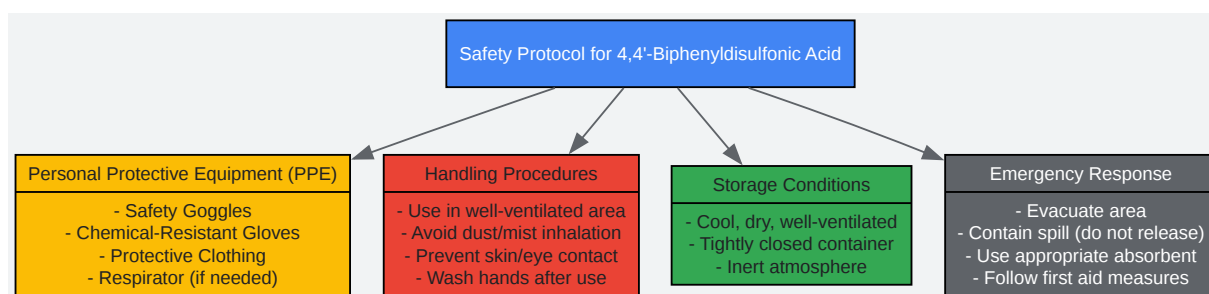 Safety Protocol for 4,4'-Biphenyldisulfonic Acid
Personal Protective Equipment (PPE)
- Safety Goggles
- Chemical-Resistant Gloves
- Protective Clothing
- Respirator (if needed)
Handling Procedures
- Use in well-ventilated area
- Avoid dust/mist inhalation
- Prevent skin/eye contact
- Wash hands after use
Storage Conditions
- Cool, dry, well-ventilated
- Tightly closed container
- Inert atmosphere
Emergency Response
- Evacuate area
- Contain spill (do not release)
- Use appropriate absorbent
- Follow first aid measures